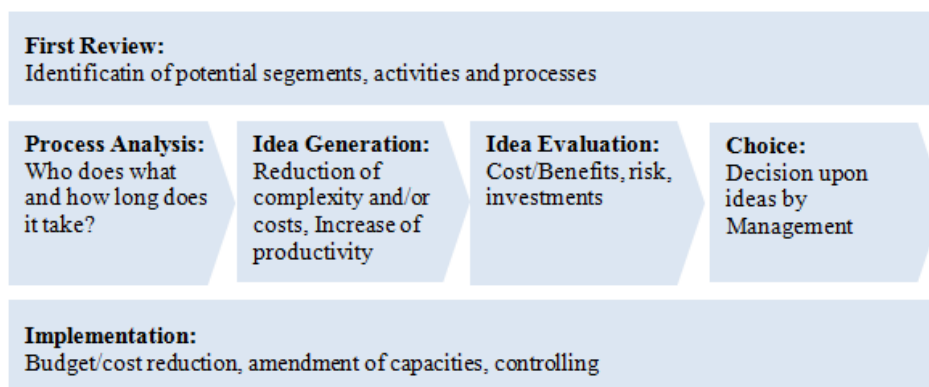 First Review:
Identificatin of potential segements, activities and processes
Process Analysis:
Who does what
and how long does
it take?
Idea Generation:
Reduction of
complexity and/or
costs, Increase of
productivity
Idea Evaluation:
Cost/Benefits, risk,
investments
Choice:
Decision upon
ideas by
Management
Implementation:
Budget/cost reduction, amendment of capacities, controlling